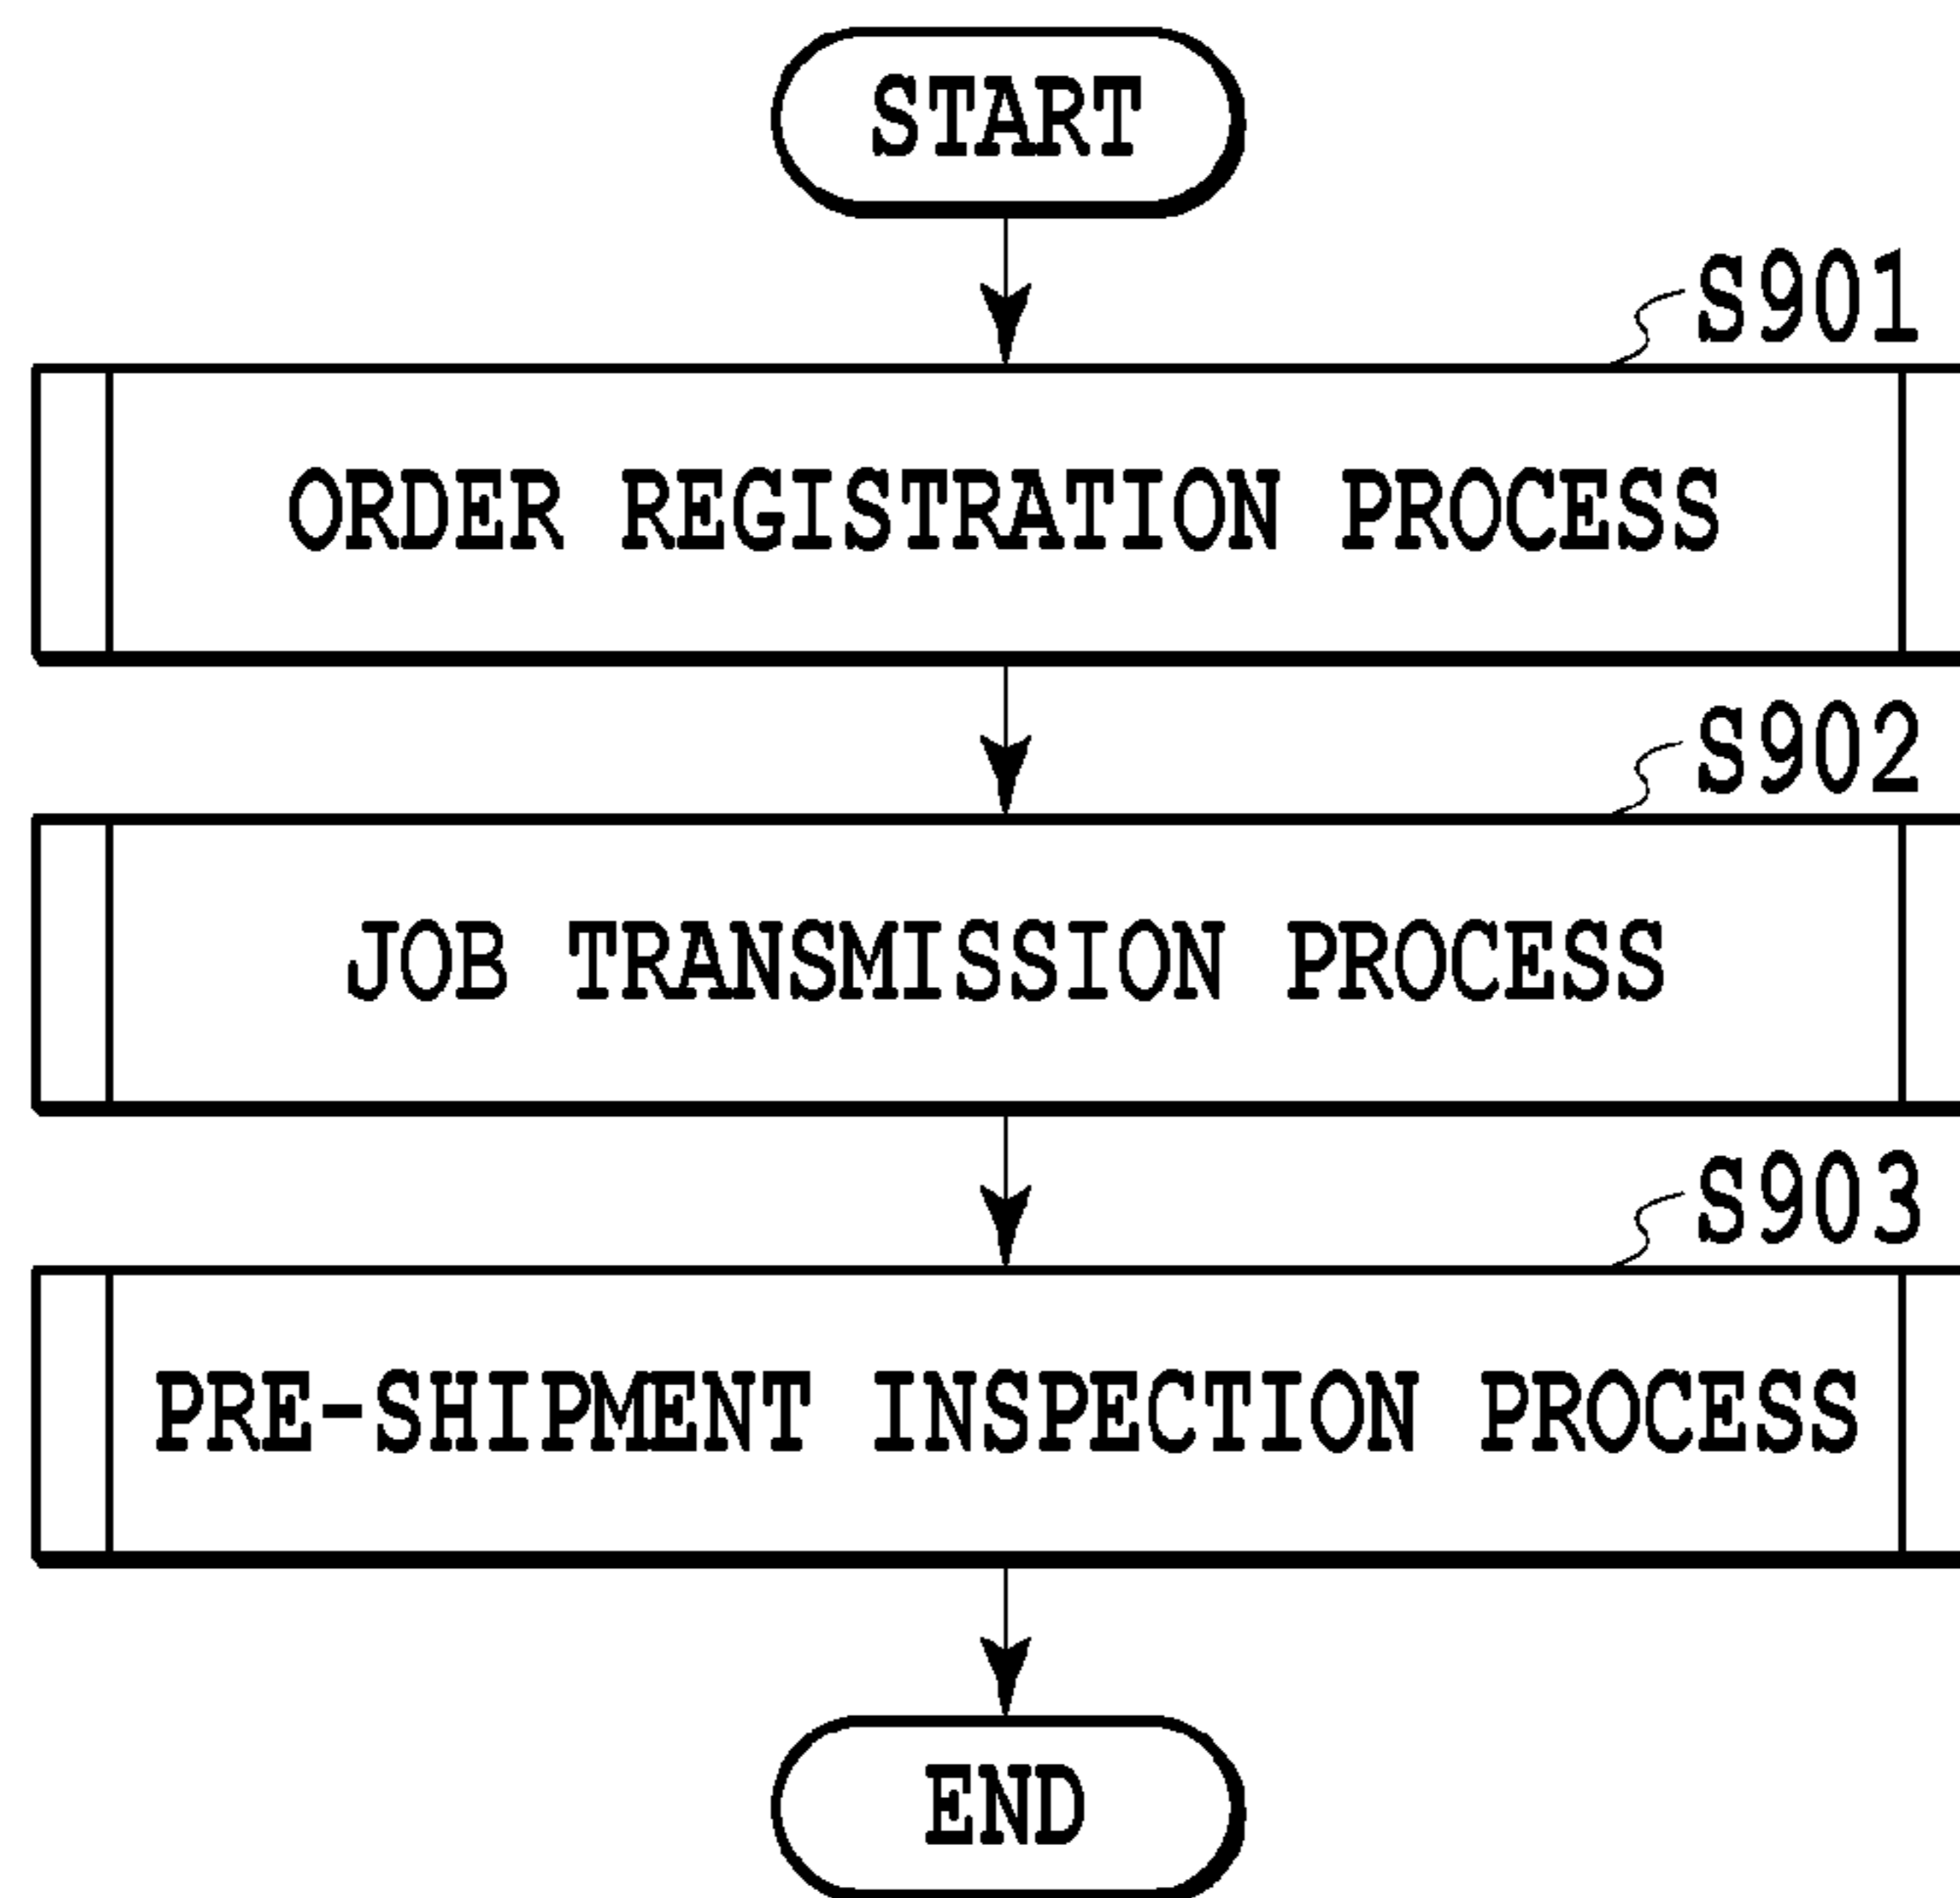 START
S901
ORDER REGISTRATION PROCESS
S902
JOB TRANSMISSION PROCESS
S903
PRE-SHIPMENT INSPECTION PROCESS
END